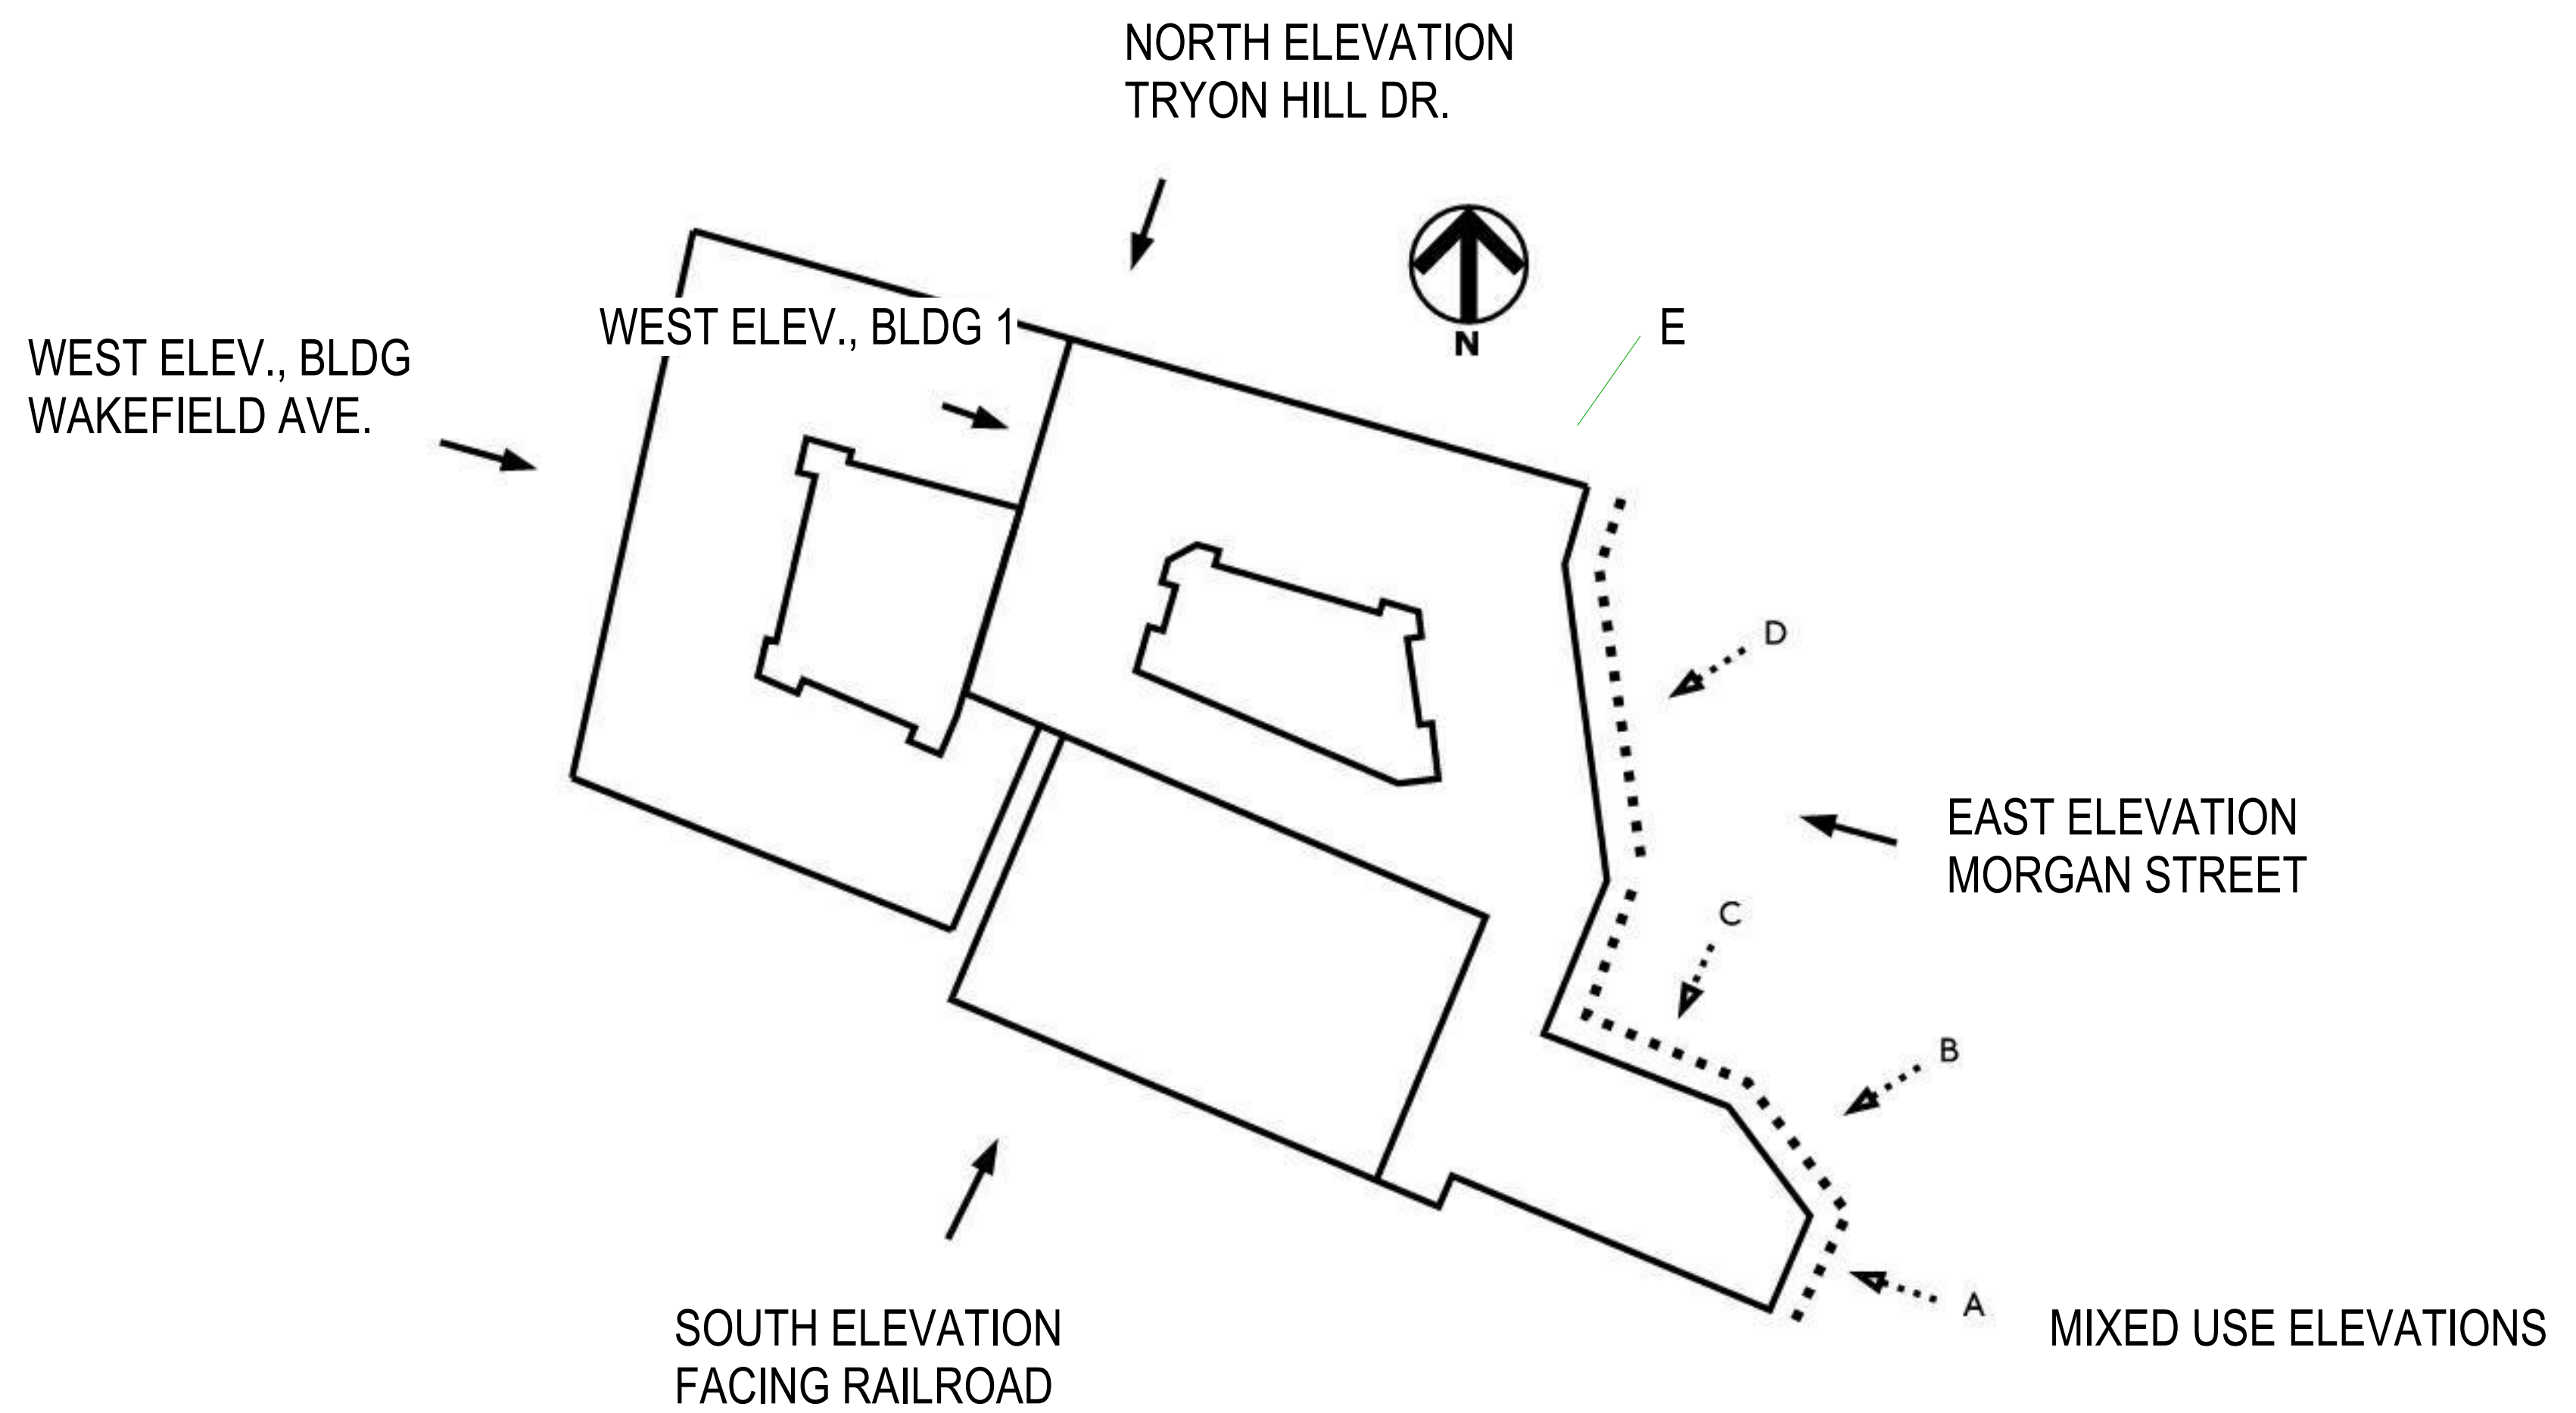 NORTH ELEVATION
TRYON HILL DR.
WEST ELEV., BLDG 1
E
N
WEST ELEV., BLDG
WAKEFIELD AVE.
D
EAST ELEVATION
MORGAN STREET
C
B
A
MIXED USE ELEVATIONS
SOUTH ELEVATION
FACING RAILROAD